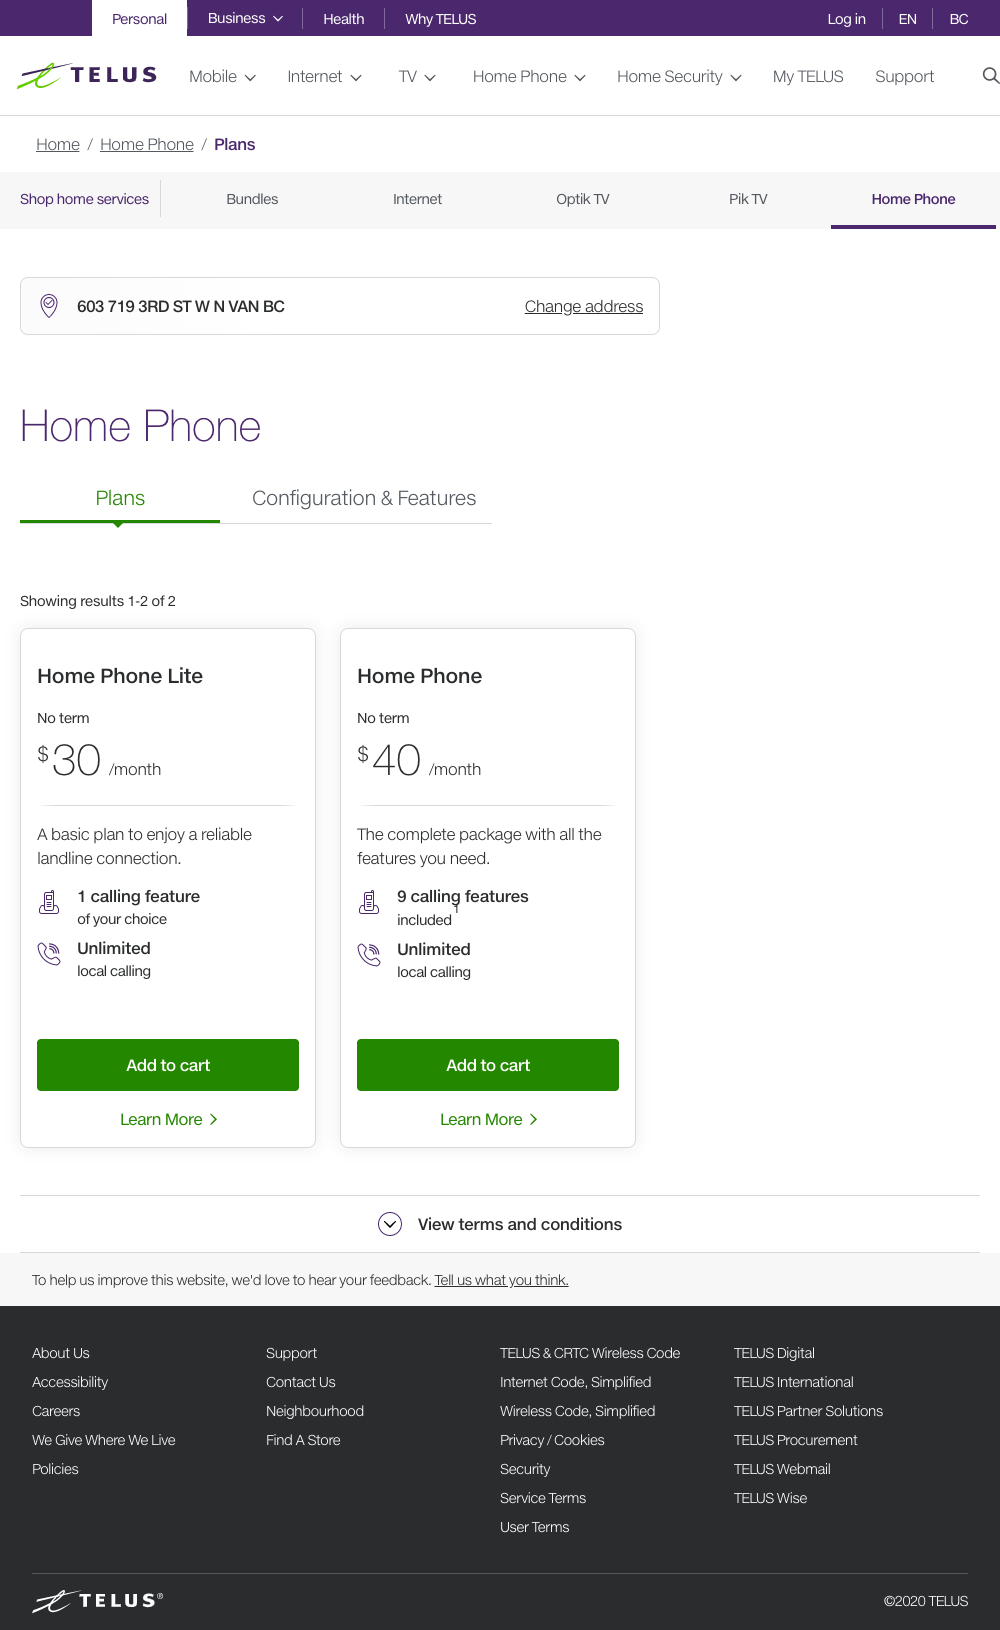 Personal Business Health Why TELUS Log in EN BC
TELUS Mobile Internet TV Home Phone Home Security My TELUS Support
Home / Home Phone / Plans
Shop home services Bundles Internet Optik TV Pik TV Home Phone
603 719 3RD ST W N VAN BC Change address
Home Phone
Plans Configuration & Features
Showing results 1-2 of 2
Home Phone Lite
No term
$30 /month
A basic plan to enjoy a reliable
landline connection.
1 calling feature
of your choice
Unlimited
local calling
Add to cart
Learn More
Home Phone
No term
$40 /month
The complete package with all the
features you need.
9 calling features
included 1
Unlimited
local calling
Add to cart
Learn More
View terms and conditions
To help us improve this website, we'd love to hear your feedback. Tell us what you think.
About Us
Accessibility
Careers
We Give Where We Live
Policies
Support
Contact Us
Neighbourhood
Find A Store
TELUS & CRTC Wireless Code
Internet Code, Simplified
Wireless Code, Simplified
Privacy / Cookies
Security
Service Terms
User Terms
TELUS Digital
TELUS International
TELUS Partner Solutions
TELUS Procurement
TELUS Webmail
TELUS Wise
TELUS® ©2020 TELUS